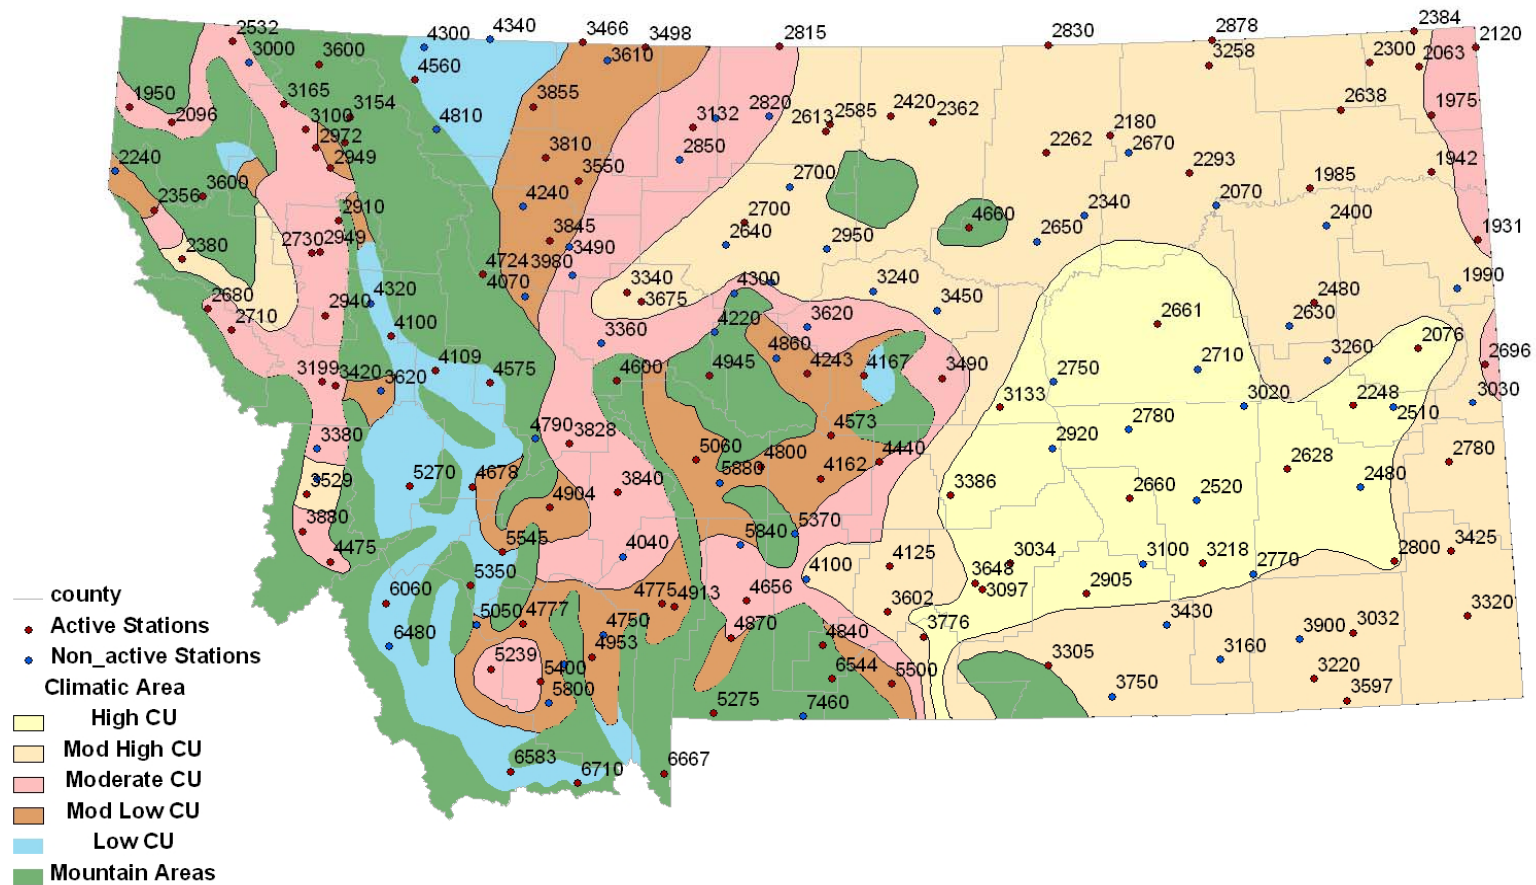 2384
2532 4300 4340 3466 3498 2815 2830 2878 2120
3000 3600 3610 3258 2300 2063
4560
1950 3165 3154 3855 3132 2820 2613 2585 2420 2362 2638 1975
2096 3100 4810
2972 2180
2240 2949 3810 2850 2262 2670 1942
3600 3550 2700 2293 1985
2356 2910 4240 2700 2340 2070 2400
2730 2949 3845 2640 2950 2650 1931
2380 3490
4724 3980
4070 3340 4300 3240 1990
2680 2940 4320 3675 3450 2480
2710 4100 4220 3620 2661 2630 2076
3360
4109 4860 2710 3260 2696
3199 3420 3620 4575 4600 4945 4243 4167 3490 2750
3133 3020 2248 3030
2510
3380 4790 3828 4573 2920 2780
5060 4800 4440 2628 2780
3529 5270 4678 5880 4162 3386 2660 2520 2480
3840
4904
3880 5545 5840 5370
4475 4040 4125 3034 3100 3218 2770 2800 3425
5350 4100 3648
county 6060 4775 4913 4656 3097 2905
Active Stations 5050 4777 4750 4870 3602 3430 3320
Non_active Stations 6480 4953 4840 3776 3900 3032
5239 3160
5400 6544 5500 3305
Climatic Area 5800 3750 3220
High CU 5275 7460 3597
Mod High CU 6583 6710 6667
Moderate CU
Mod Low CU
Low CU
Mountain Areas